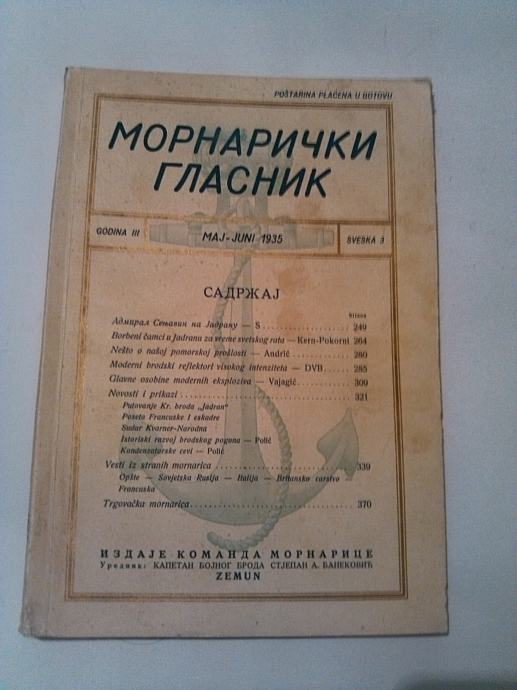 POŠTARINA PLAĆENA U GOTOVU
МОРНАРИЧКИ
ГЛАСНИК
GODINA III
MAJ-JUNI 1935
SVESKA 3
САДРЖАЈ
Strana
Адмирал Сењавин на Јадрану — S 249
Borbeni čamci u Jadranu za vreme svetskog rata — Kern-Pokorni 264
Nešto o našoj pomorskoj prošlosti — Andrić 280
Moderni brodski reflektori visokog intenziteta — DVB 285
Glavne osobine modernih eksploziva — Vajagić 309
Novosti i prikazi 321
Putovanje Kr. broda „Jadran"
Poseta Francuske I eskadre
Sudar Kvarner-Narodna
Istoriski razvoj brodskog pogona — Polić
Kondenzatorske cevi — Polić
Vesti iz stranih mornarica 339
Opšte — Sovjetska Rusija — Italija — Britansko carstvo —
Francuska
Trgovačka mornarica 370
ИЗДАЈЕ КОМАНДА МОРНАРИЦЕ
Уредник: КАПЕТАН БОЈНОГ БРОДА СТЈЕПАН А. БАНЕКОВИЋ
ZEMUN